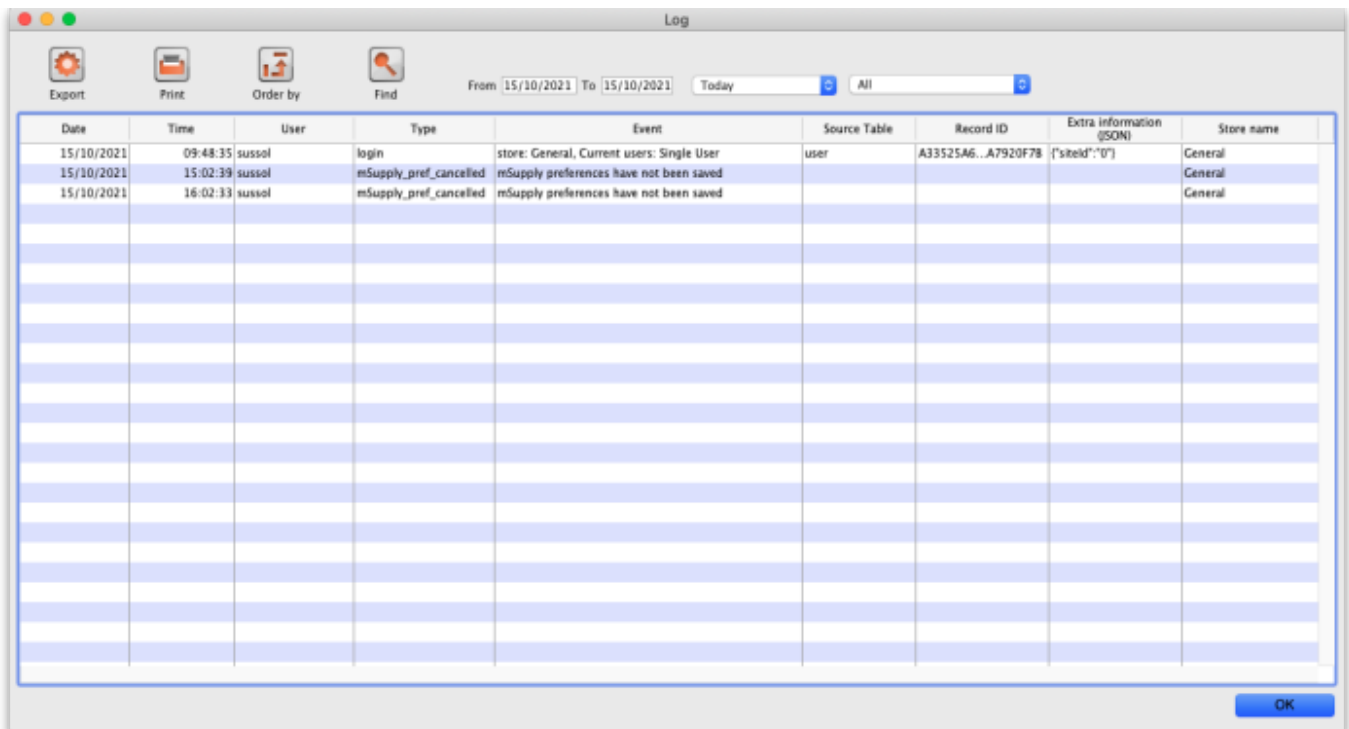 Log
Export Print Order by Find From 15/10/2021 To 15/10/2021 Today All
Date Time User Type Event Source Table Record ID Extra information (JSON) Store name
15/10/2021 09:48:35 sussol login store: General, Current users: Single User user A33525A6...A7920F78 {"siteId":"0"} General
15/10/2021 15:02:39 sussol mSupply_pref_cancelled mSupply preferences have not been saved General
15/10/2021 16:02:33 sussol mSupply_pref_cancelled mSupply preferences have not been saved General
OK